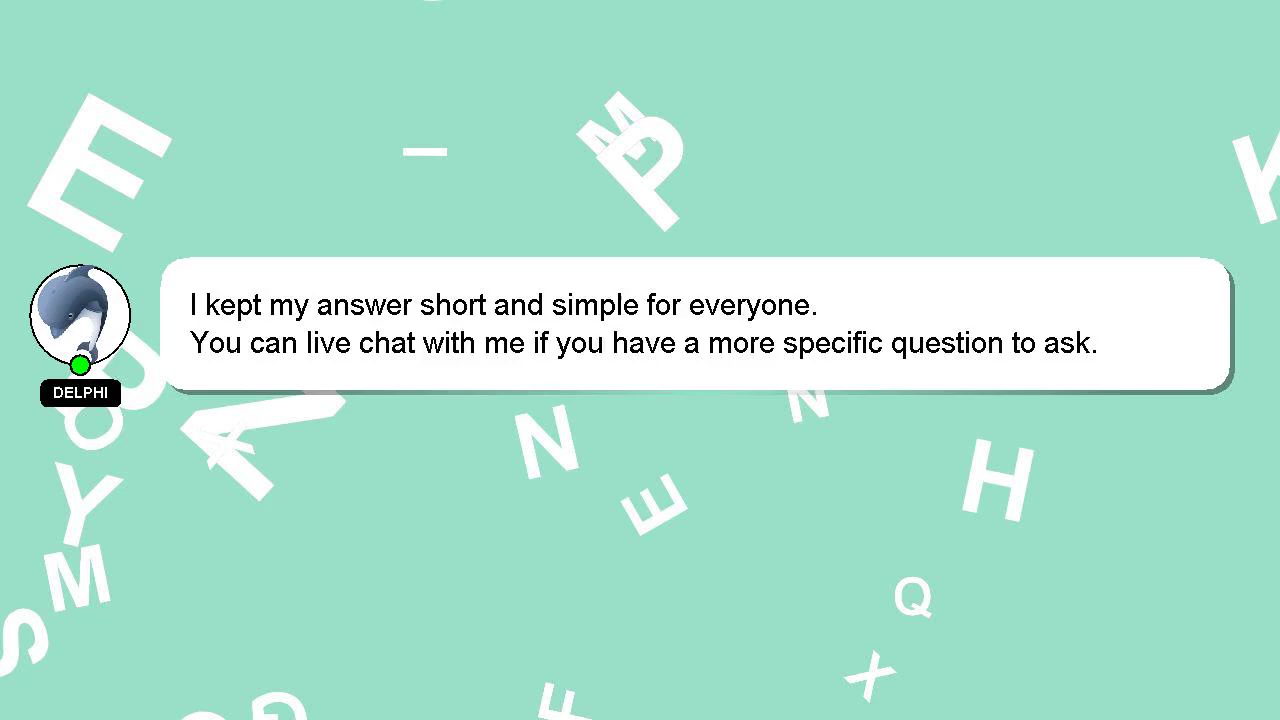 I kept my answer short and simple for everyone.
You can live chat with me if you have a more specific question to ask.
DELPHI
E
M
P
K
N
N
E
H
Y
M
S
Q
X
G
F